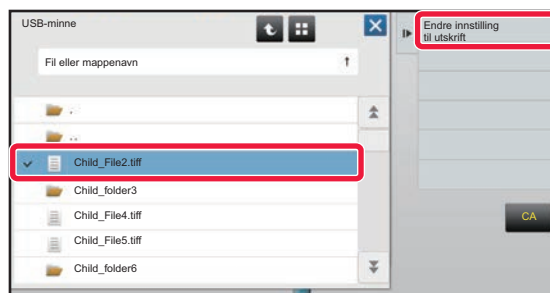 USB-minne
Fil eller mappenavn
.
..
Child_File2.tiff
Child_folder3
Child_File4.tiff
Child_File5.tiff
Child_folder6
Endre innstilling
til utskrift
CA